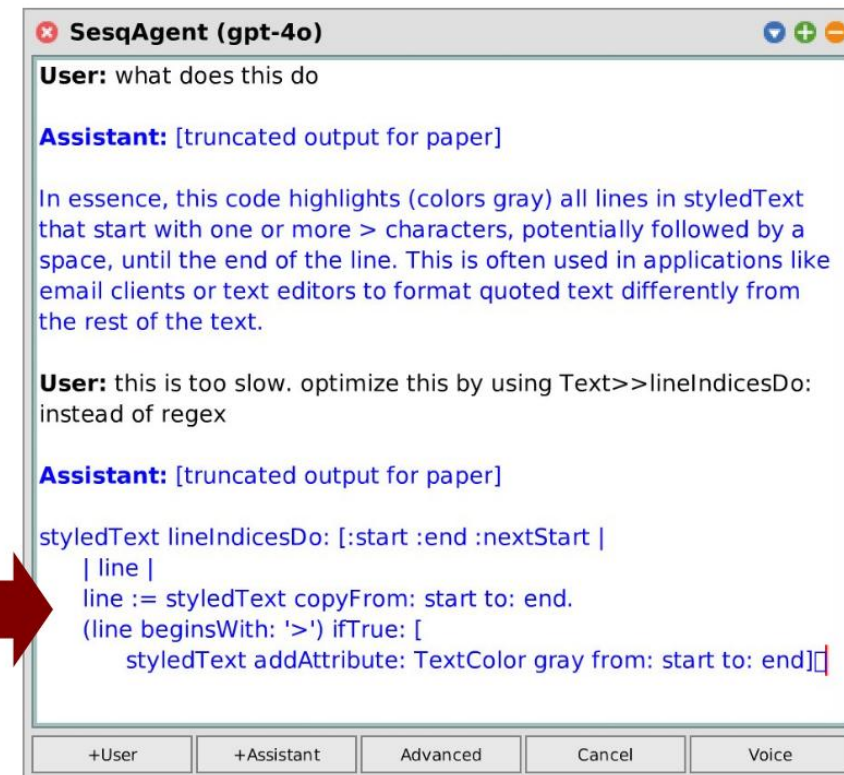 SesqAgent (gpt-4o)
User: what does this do
Assistant: [truncated output for paper]
In essence, this code highlights (colors gray) all lines in styledText
that start with one or more > characters, potentially followed by a
space, until the end of the line. This is often used in applications like
email clients or text editors to format quoted text differently from
the rest of the text.
User: this is too slow. optimize this by using Text>>lineIndicesDo:
instead of regex
Assistant: [truncated output for paper]
styledText lineIndicesDo: [:start :end :nextStart |
| line |
line := styledText copyFrom: start to: end.
(line beginsWith: '>') ifTrue: [
styledText addAttribute: TextColor gray from: start to: end]
+User +Assistant Advanced Cancel Voice